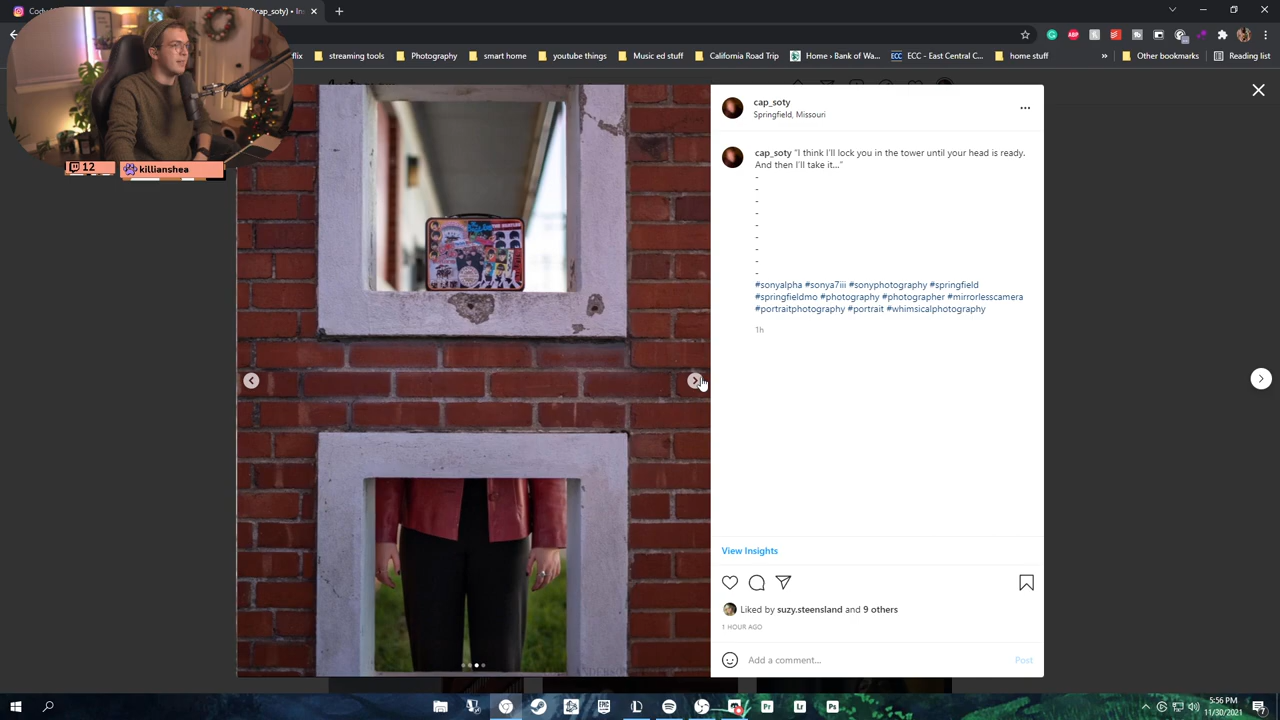 cap_soty) • In
flix
streaming tools
Photography
youtube things
Music ed stuff
California Road Trip
Home › Bank of Wa...
ECC - East Central C...
»
Other bookmarks
Reading list
12
killianshea
cap_soty
Springfield, Missouri
cap_soty "I think I'll lock you in the tower until your head is ready.
And then I'll take it..."
-
-
-
-
-
-
-
-
-
#sonyalpha #sonya7iii #sonyphotography #springfield
#springfieldmo #photography #photographer #mirrorlesscamera
#portraitphotography #portrait #whimsicalphotography
1h
View Insights
Liked by suzy.steensland and 9 others
1 HOUR AGO
Add a comment...
Post
5:56 PM
11/30/2021